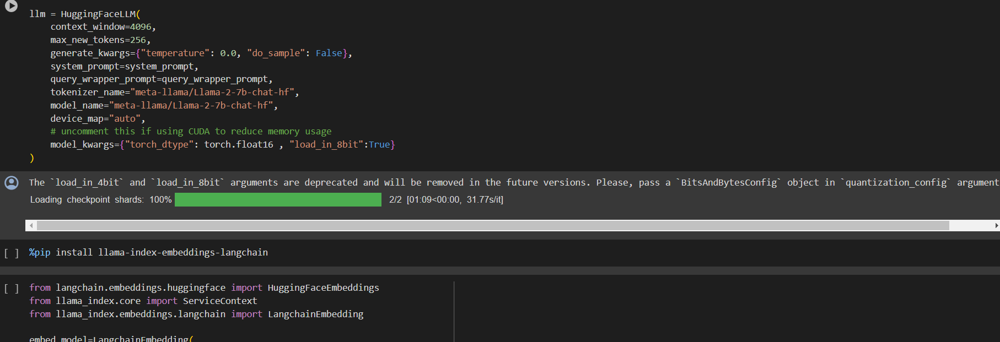 llm = HuggingFaceLLM(
    context_window=4096,
    max_new_tokens=256,
    generate_kwargs={"temperature": 0.0, "do_sample": False},
    system_prompt=system_prompt,
    query_wrapper_prompt=query_wrapper_prompt,
    tokenizer_name="meta-llama/Llama-2-7b-chat-hf",
    model_name="meta-llama/Llama-2-7b-chat-hf",
    device_map="auto",
    # uncomment this if using CUDA to reduce memory usage
    model_kwargs={"torch_dtype": torch.float16 , "load_in_8bit":True}
)
The `load_in_4bit` and `load_in_8bit` arguments are deprecated and will be removed in the future versions. Please, pass a `BitsAndBytesConfig` object in `quantization_config` argument
Loading checkpoint shards: 100% 2/2 [01:09<00:00, 31.77s/it]
[ ] %pip install llama-index-embeddings-langchain
[ ] from langchain.embeddings.huggingface import HuggingFaceEmbeddings
from llama_index.core import ServiceContext
from llama_index.embeddings.langchain import LangchainEmbedding
embed_model=LangchainEmbedding(